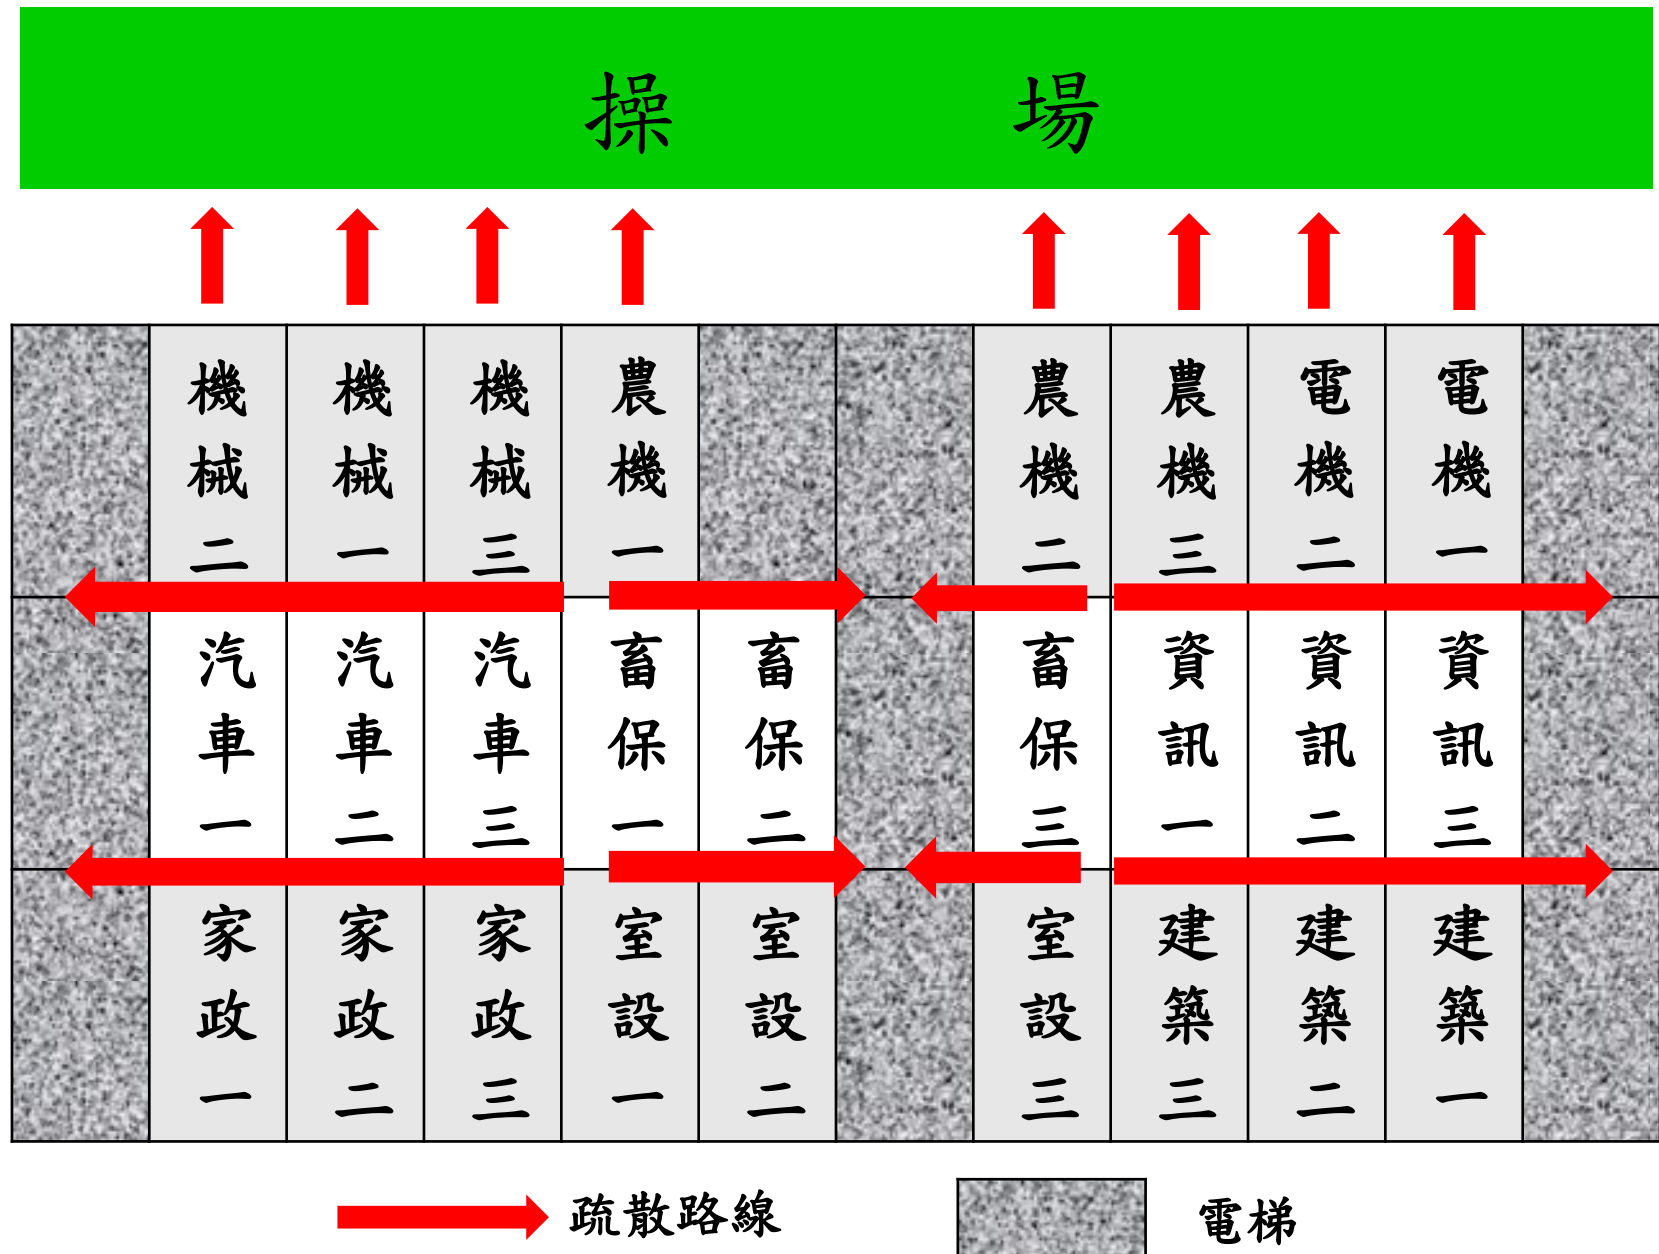 操場
機械二
機械一
機械三
農機一
農機二
農機三
電機二
電機一
汽車一
汽車二
汽車三
畜保一
畜保二
畜保三
資訊一
資訊二
資訊三
家政一
家政二
家政三
室設一
室設二
室設三
建築三
建築二
建築一
疏散路線
電梯